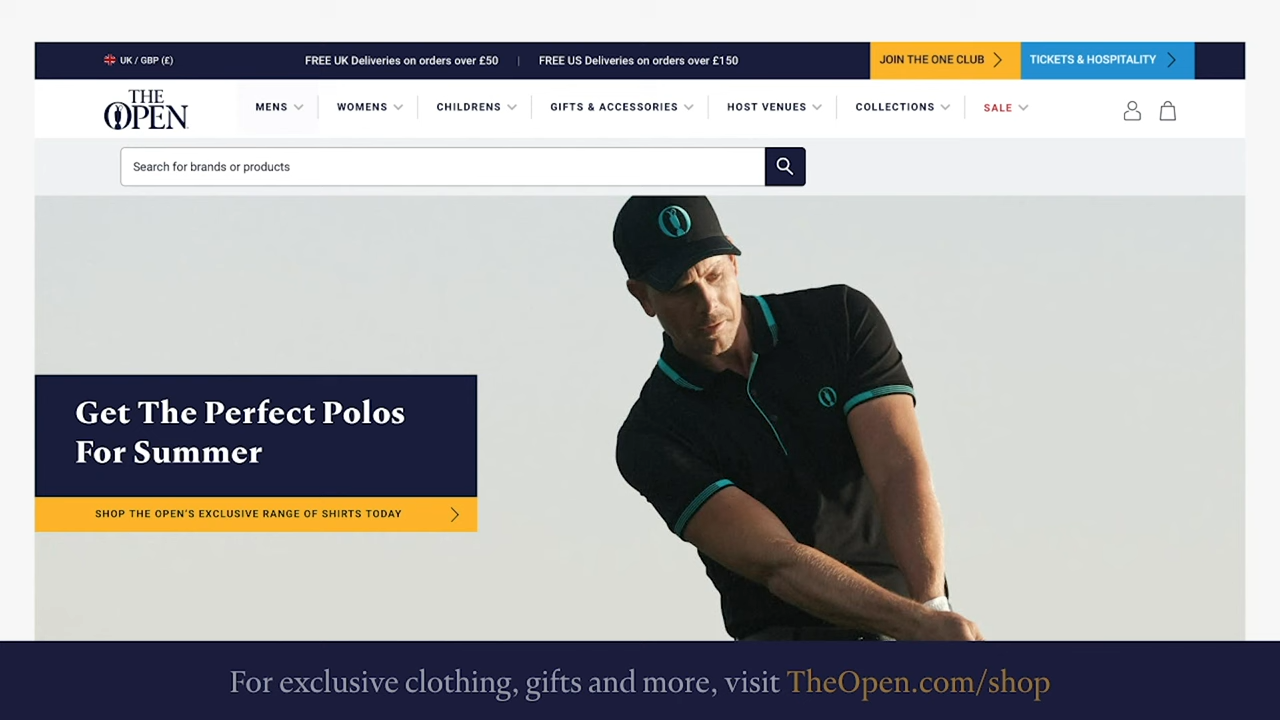 UK / GBP (£)
FREE UK Deliveries on orders over £50 | FREE US Deliveries on orders over £150
JOIN THE ONE CLUB
TICKETS & HOSPITALITY
THE
OPEN
MENS
WOMENS
CHILDRENS
GIFTS & ACCESSORIES
HOST VENUES
COLLECTIONS
SALE
Search for brands or products
Get The Perfect Polos
For Summer
SHOP THE OPEN'S EXCLUSIVE RANGE OF SHIRTS TODAY
For exclusive clothing, gifts and more, visit TheOpen.com/shop